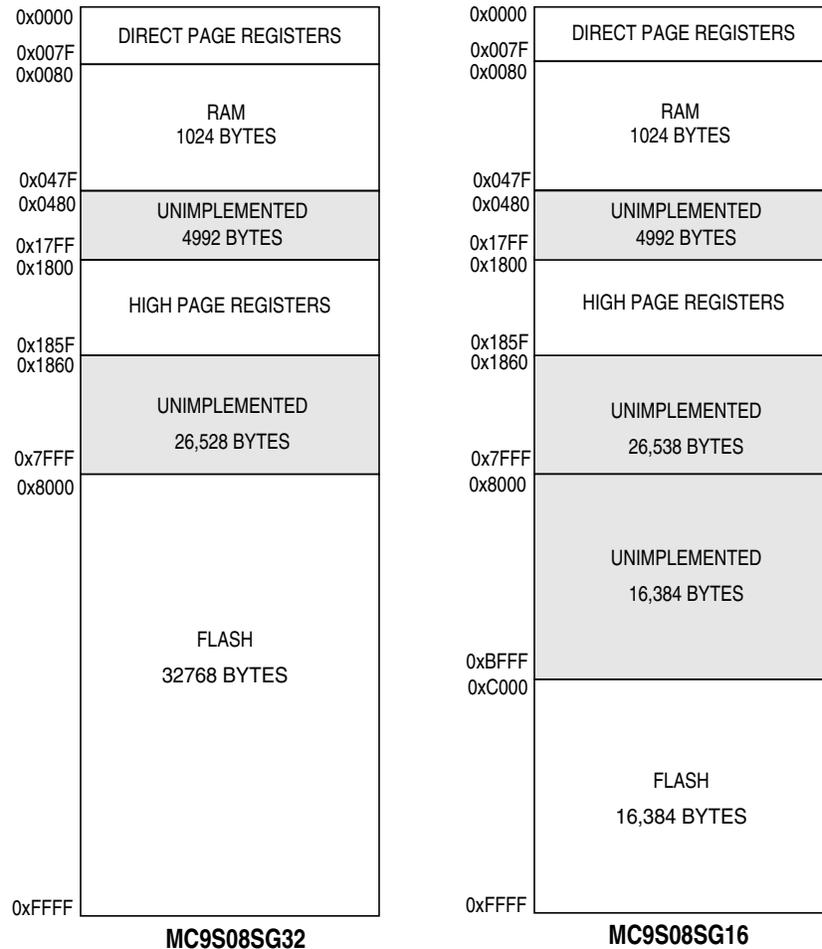 0x0000
DIRECT PAGE REGISTERS
0x007F
0x0080
RAM
1024 BYTES
0x047F
0x0480
UNIMPLEMENTED
4992 BYTES
0x17FF
0x1800
HIGH PAGE REGISTERS
0x185F
0x1860
UNIMPLEMENTED
26,528 BYTES
0x7FFF
0x8000
FLASH
32768 BYTES
0xFFFF
MC9S08SG32
0x0000
DIRECT PAGE REGISTERS
0x007F
0x0080
RAM
1024 BYTES
0x047F
0x0480
UNIMPLEMENTED
4992 BYTES
0x17FF
0x1800
HIGH PAGE REGISTERS
0x185F
0x1860
UNIMPLEMENTED
26,538 BYTES
0x7FFF
0x8000
UNIMPLEMENTED
16,384 BYTES
0xBFFF
0xC000
FLASH
16,384 BYTES
0xFFFF
MC9S08SG16